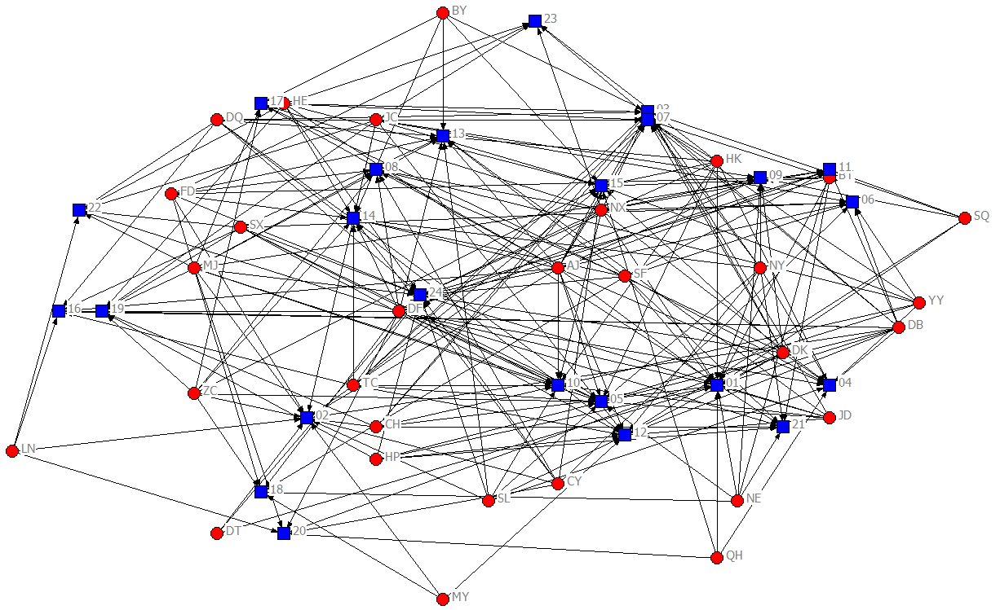 BY
23
17
HE
DQ
JC
07
13
HK
08
09
11
BT
15
FD
06
22
NX
14
SQ
SX
MJ
AJ
NY
SF
24
YY
16
19
DF
DB
DK
TC
10
01
04
ZC
05
02
JD
CH
21
12
LN
HP
CY
18
SL
NE
DT
20
QH
MY